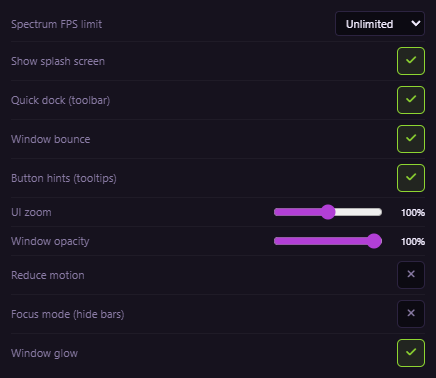 Spectrum FPS limit Unlimited
Show splash screen
Quick dock (toolbar)
Window bounce
Button hints (tooltips)
UI zoom 100%
Window opacity 100%
Reduce motion
Focus mode (hide bars)
Window glow